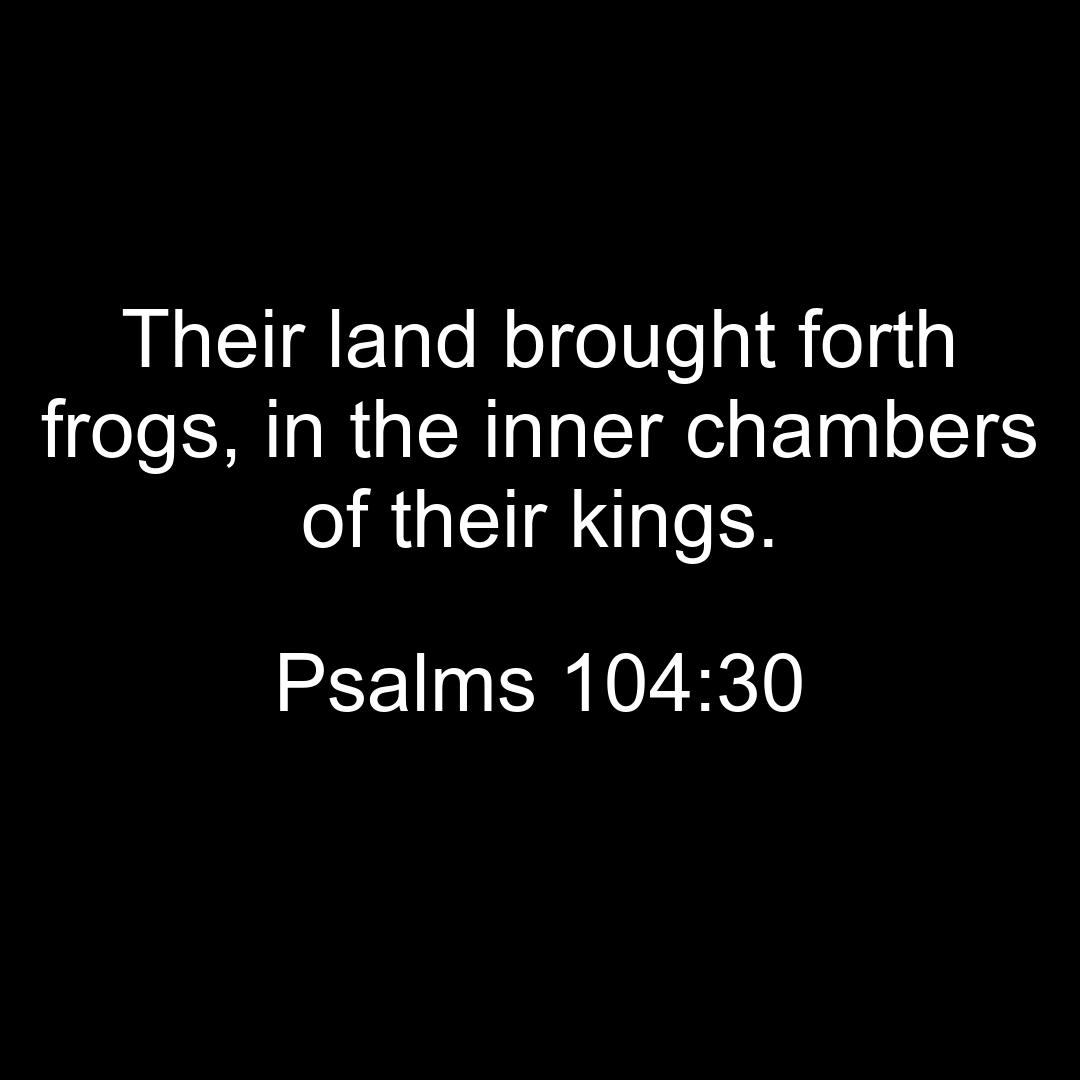 Their land brought forth
frogs, in the inner chambers
of their kings.
Psalms 104:30